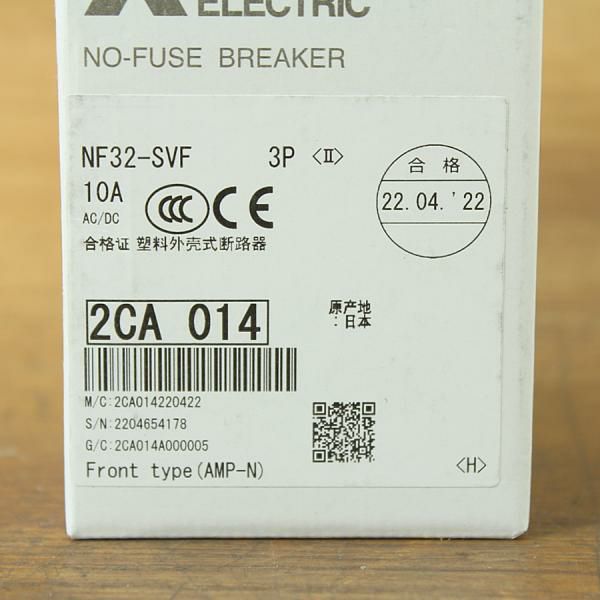 ELECTRIC
NO-FUSE BREAKER
NF32-SVF 3P <II>
10A
AC/DC
CCC CE
合格证 塑料外壳式断路器
合格
22.04.'22
2CA 014
原产地
:日本
M/C:2CA014220422
S/N:2204654178
G/C:2CA014A000005
Front type(AMP-N)
<H>